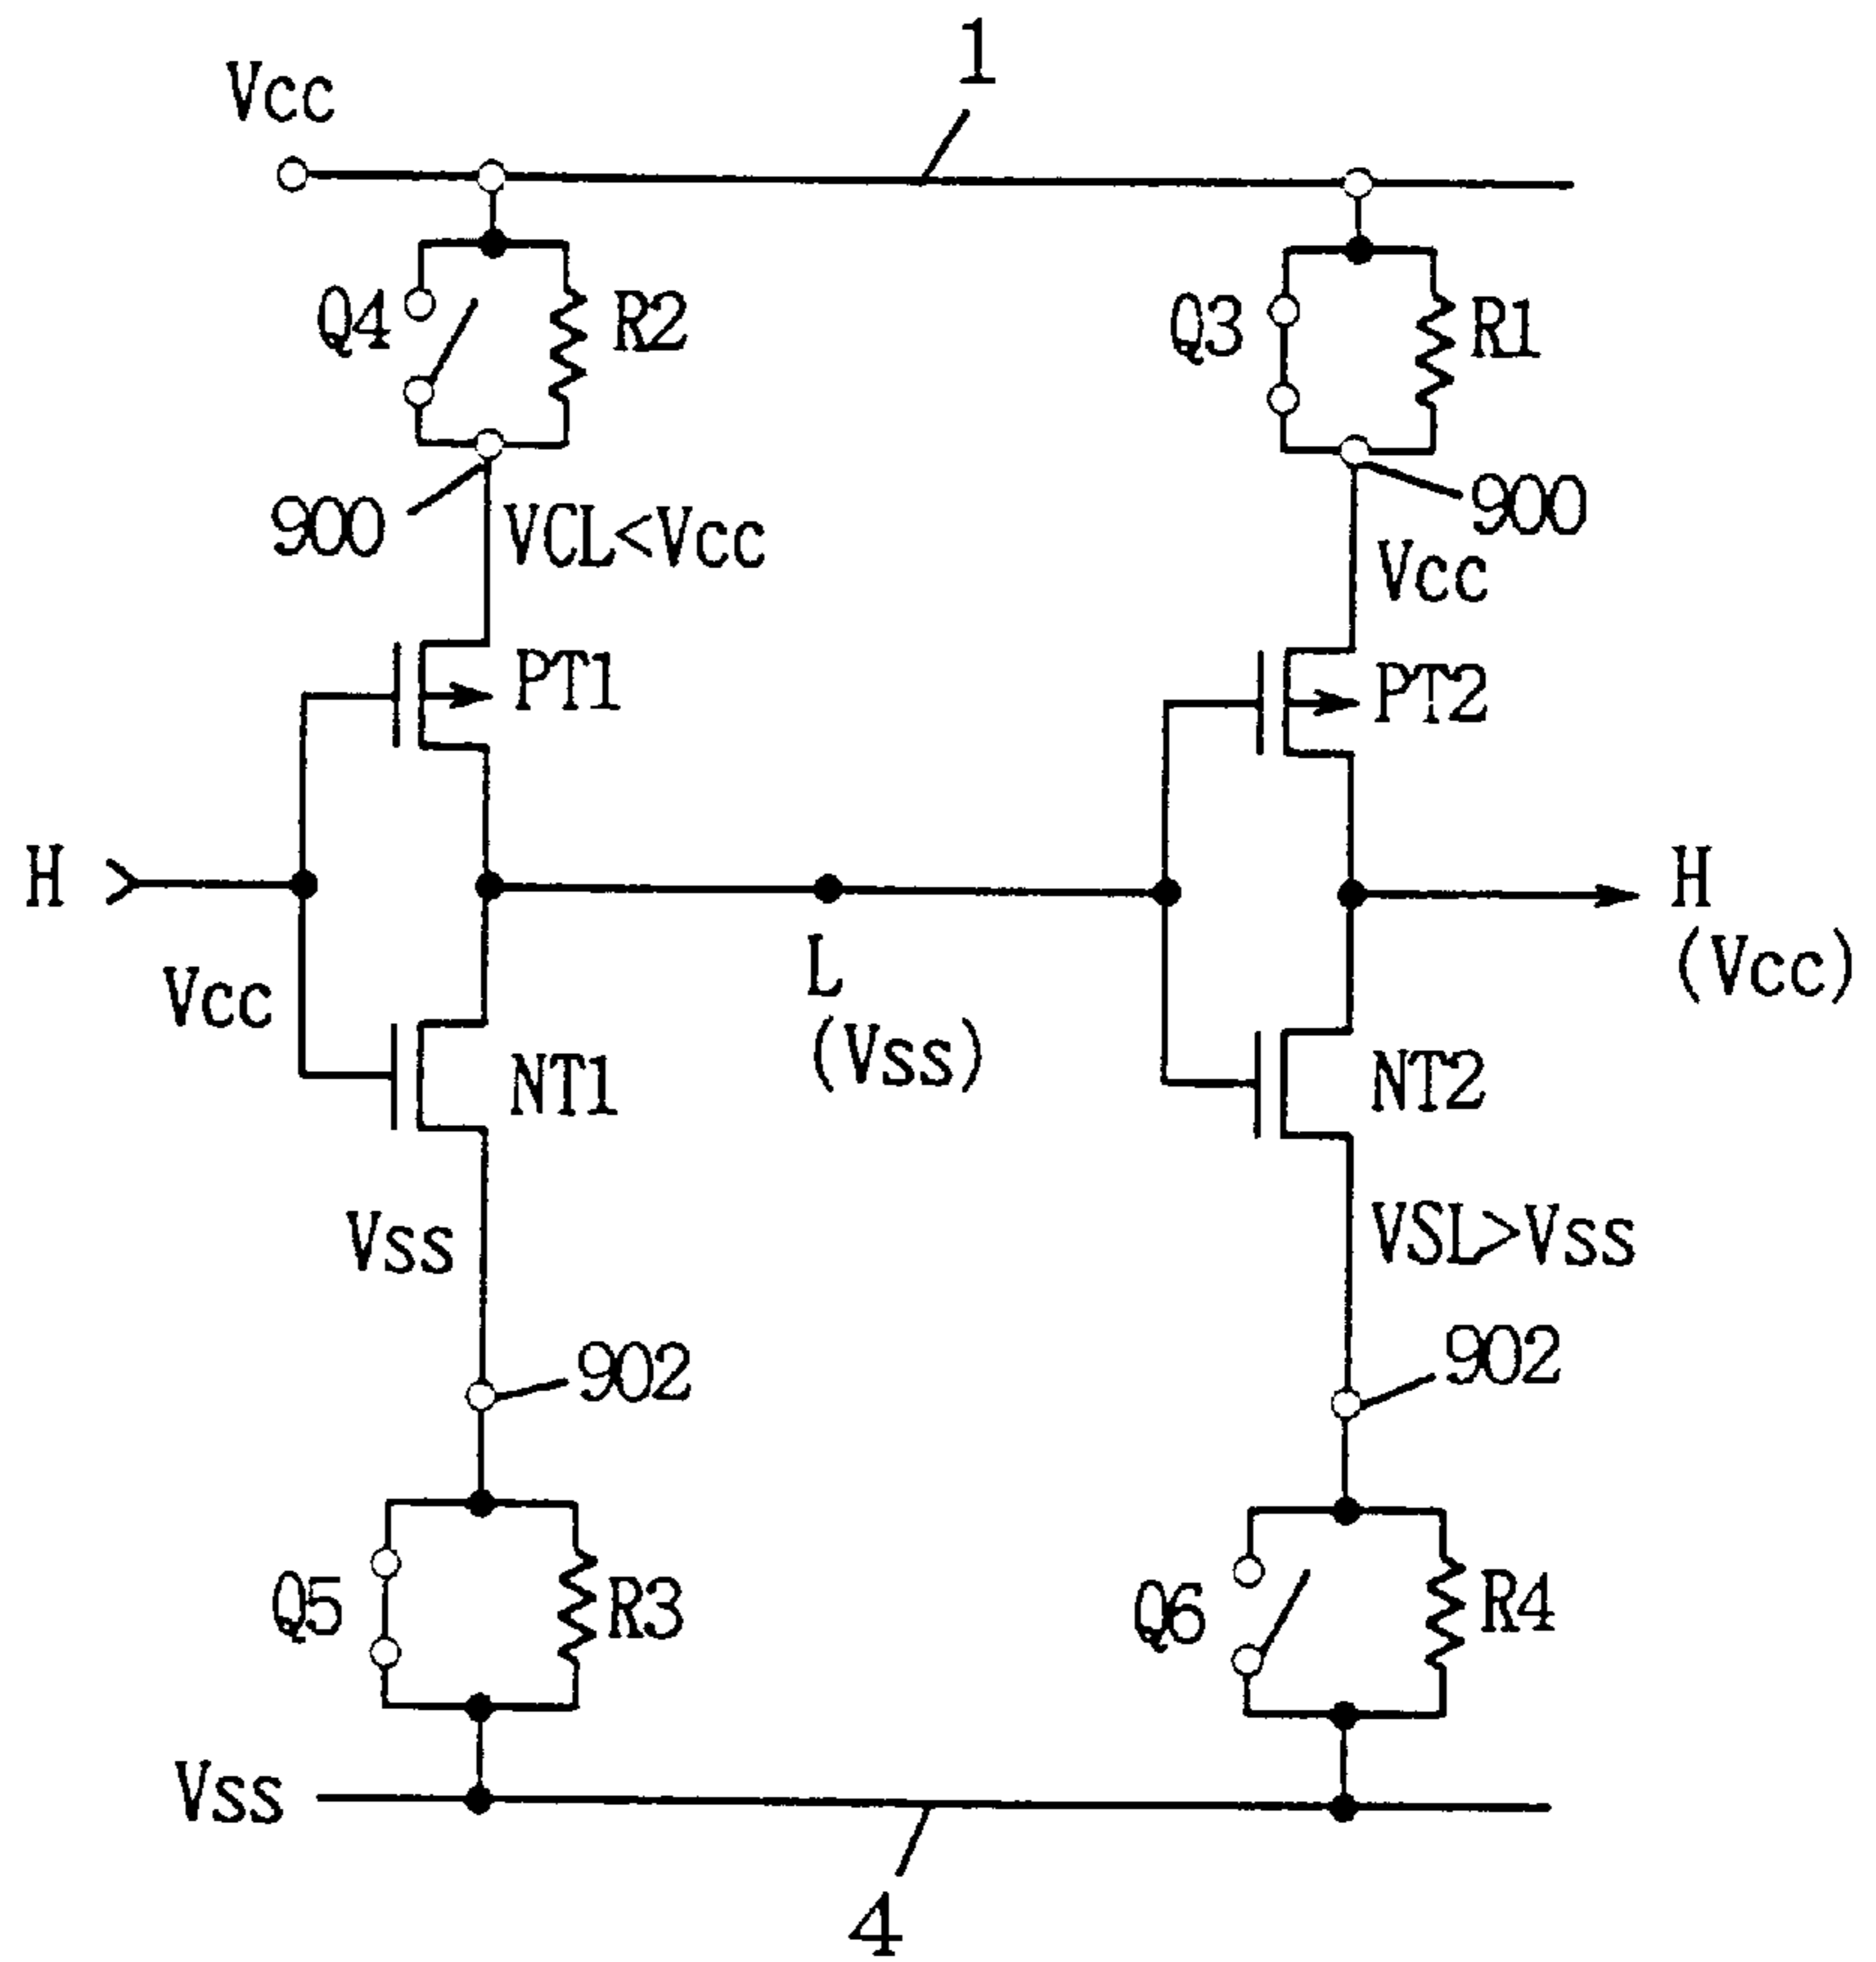 1
Vcc
Q4
R2
Q3
R1
900
VCL<Vcc
900
Vcc
PT1
PT2
H
H
(Vcc)
Vcc
L
(Vss)
NT1
NT2
Vss
VSL>Vss
902
902
Q5
R3
Q6
R4
Vss
4